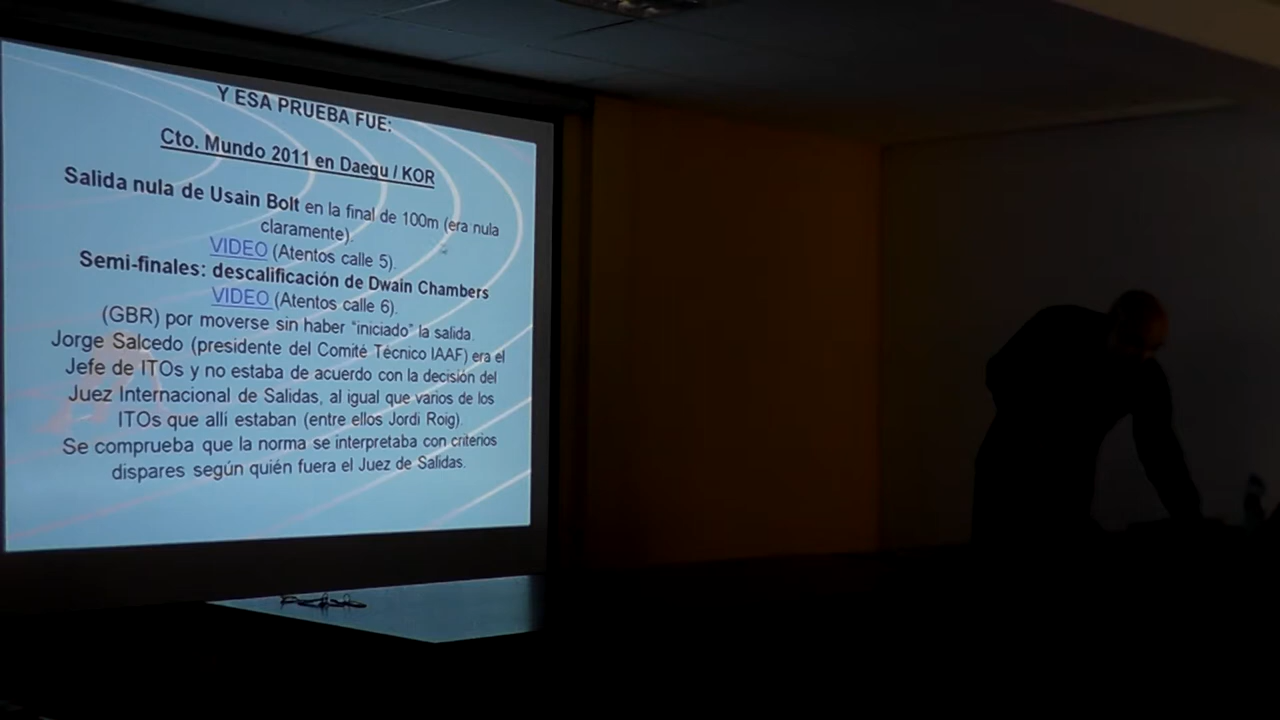 Y ESA PRUEBA FUE:
Cto. Mundo 2011 en Daegu / KOR
Salida nula de Usain Bolt en la final de 100m (era nula
claramente).
VIDEO (Atentos calle 5).
Semi-finales: descalificación de Dwain Chambers
VIDEO (Atentos calle 6).
(GBR) por moverse sin haber "iniciado" la salida.
Jorge Salcedo (presidente del Comité Técnico IAAF) era el
Jefe de ITOs y no estaba de acuerdo con la decisión del
Juez Internacional de Salidas, al igual que varios de los
ITOs que allí estaban (entre ellos Jordi Roig).
Se comprueba que la norma se interpretaba con criterios
dispares según quién fuera el Juez de Salidas.